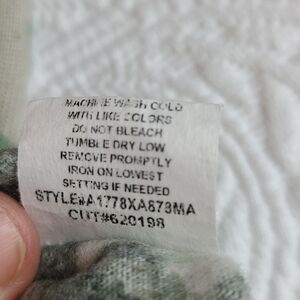 MACHINE WASH COLD
WITH LIKE COLORS
DO NOT BLEACH
TUMBLE DRY LOW
REMOVE PROMPTLY
IRON ON LOWEST
SETTING IF NEEDED
STYLE#A1778XA873MA
CUT#620198